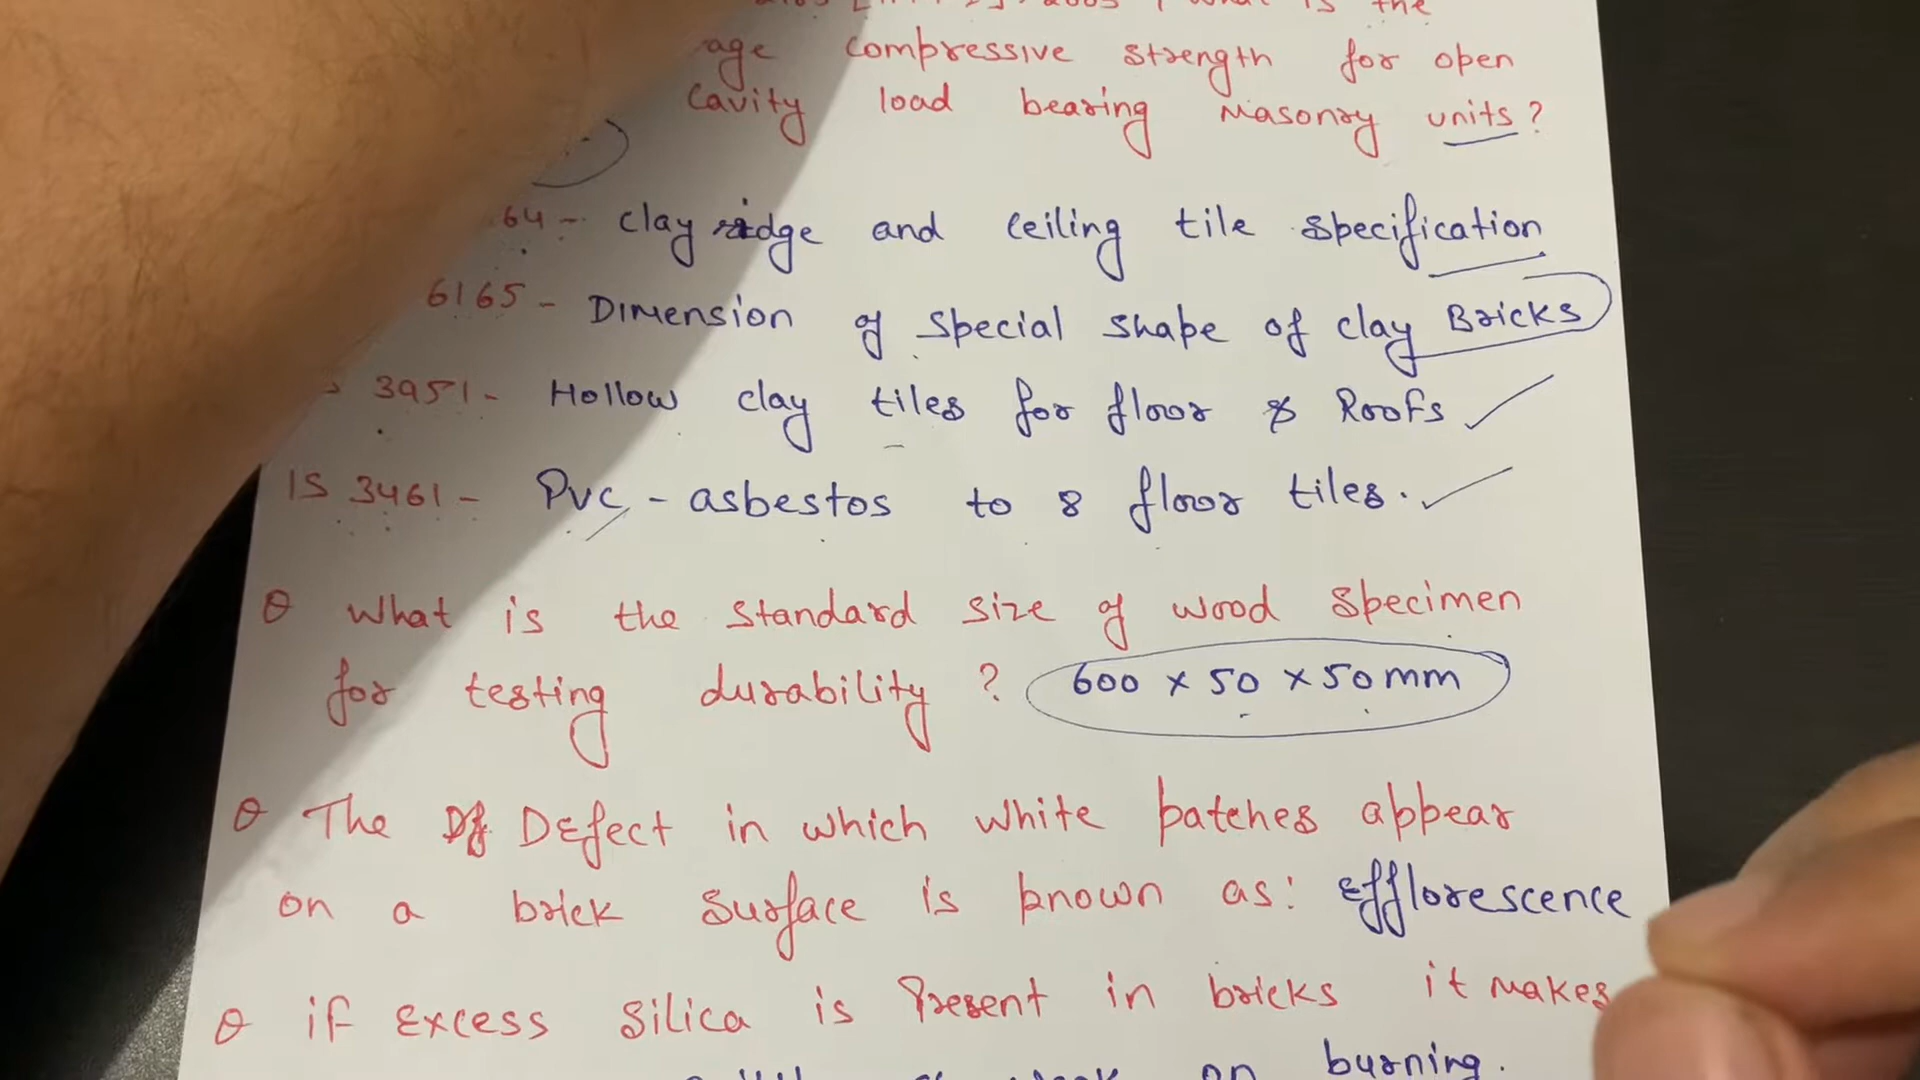 is the
age compressive strength for open
cavity load bearing Masonry units?
64 - clay ridge and ceiling tile specification
6165 - Dimension of special shape of clay Bricks
3951 - Hollow clay tiles for floor & Roofs
IS 3461 - PVC - asbestos to 8 floor tiles.
Q What is the standard size of wood specimen
for testing durability ? 600 x 50 x 50 mm
Q The Defect in which white patches appear
on a brick surface is known as: Efflorescence
Q if Excess silica is Present in bricks it makes
on burning.